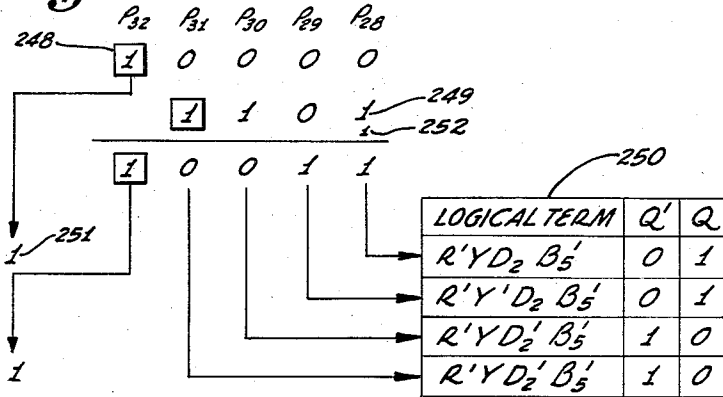 P32 P31 P30 P29 P28
248
1 0 0 0 0
1 1 0 1 249
1 252
1 0 0 1 1
250
LOGICAL TERM Q' Q
1 251
R'YD2 B5' 0 1
R'Y'D2 B5' 0 1
R'YD2' B5' 1 0
1
R'YD2' B5' 1 0